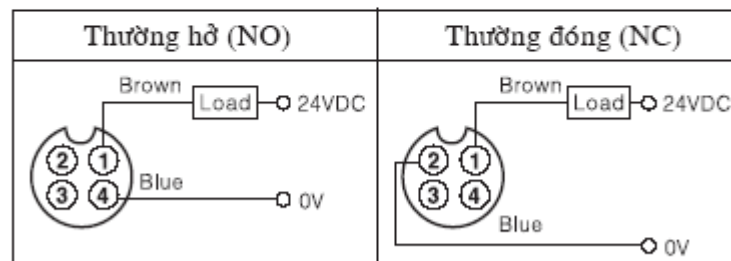 Thường hở (NO)
Thường đóng (NC)
Brown
Load
24VDC
2 1
3 4
Blue
0V
Brown
Load
24VDC
2 1
3 4
Blue
0V